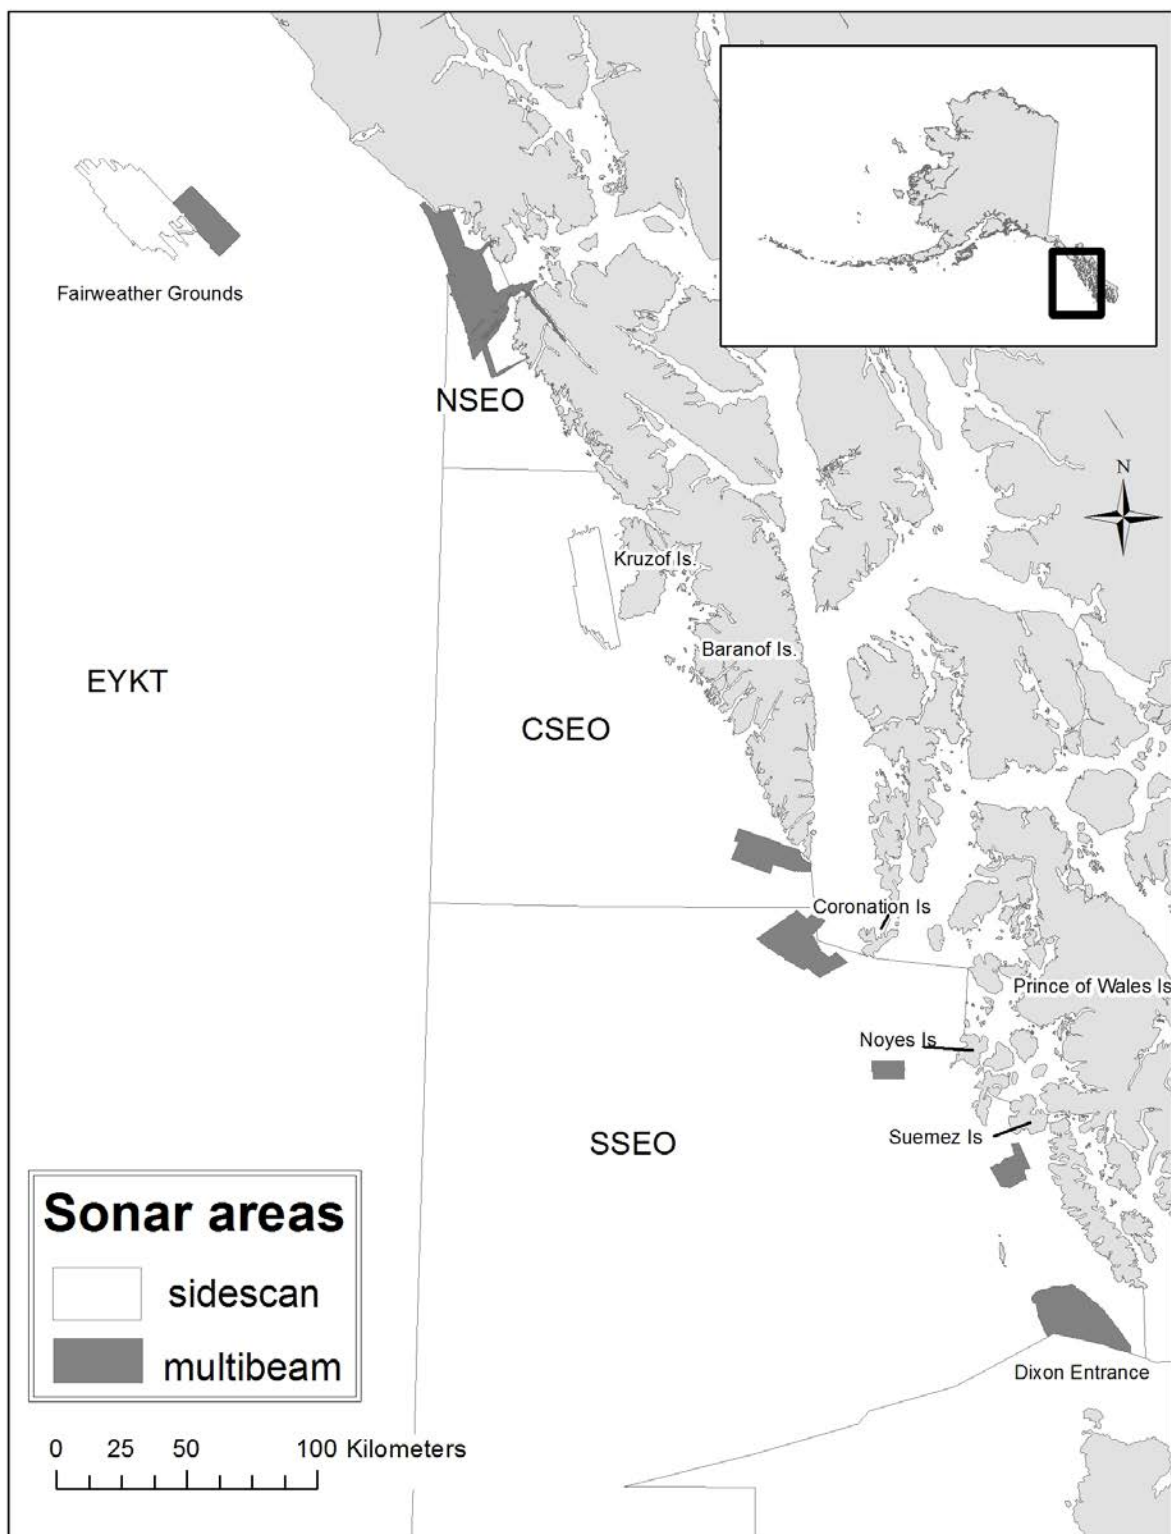 Fairweather Grounds
NSEO
N
Kruzof Is.
Baranof Is.
EYKT
CSEO
Coronation Is
Prince of Wales Is
Noyes Is
Suemez Is
SSEO
Sonar areas
sidescan
multibeam
Dixon Entrance
0 25 50 100 Kilometers